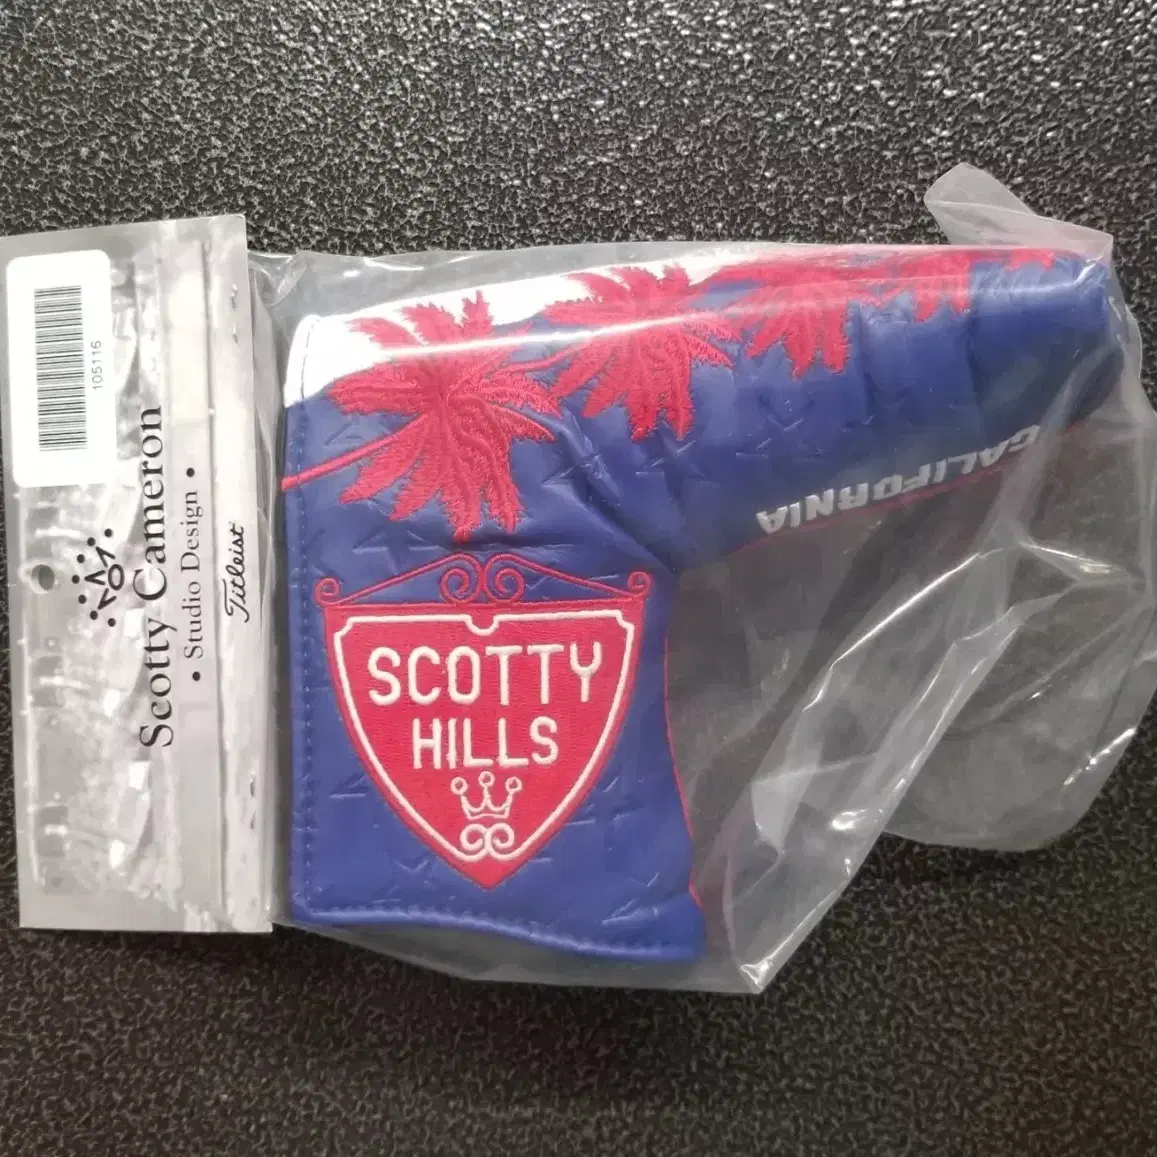 105116
Scotty Cameron
• Studio Design •
Titleist
SCOTTY
HILLS
CALIFORNIA